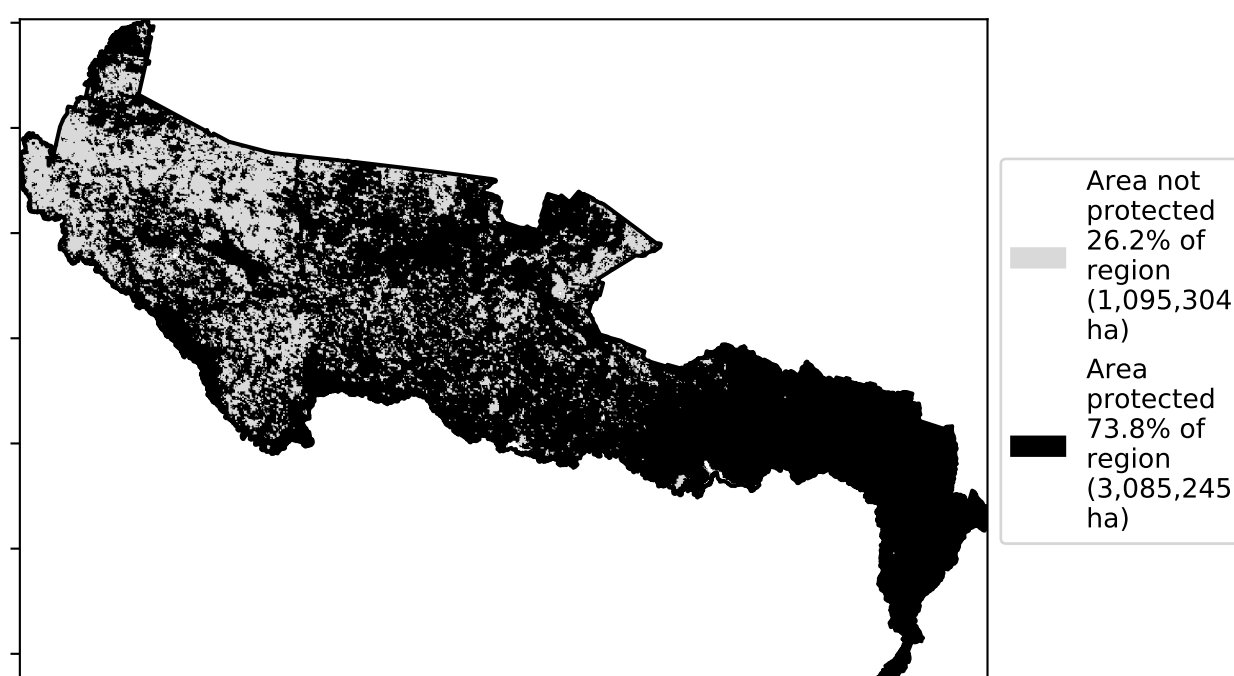 Area not
protected
26.2% of
region
(1,095,304
ha)
Area
protected
73.8% of
region
(3,085,245
ha)